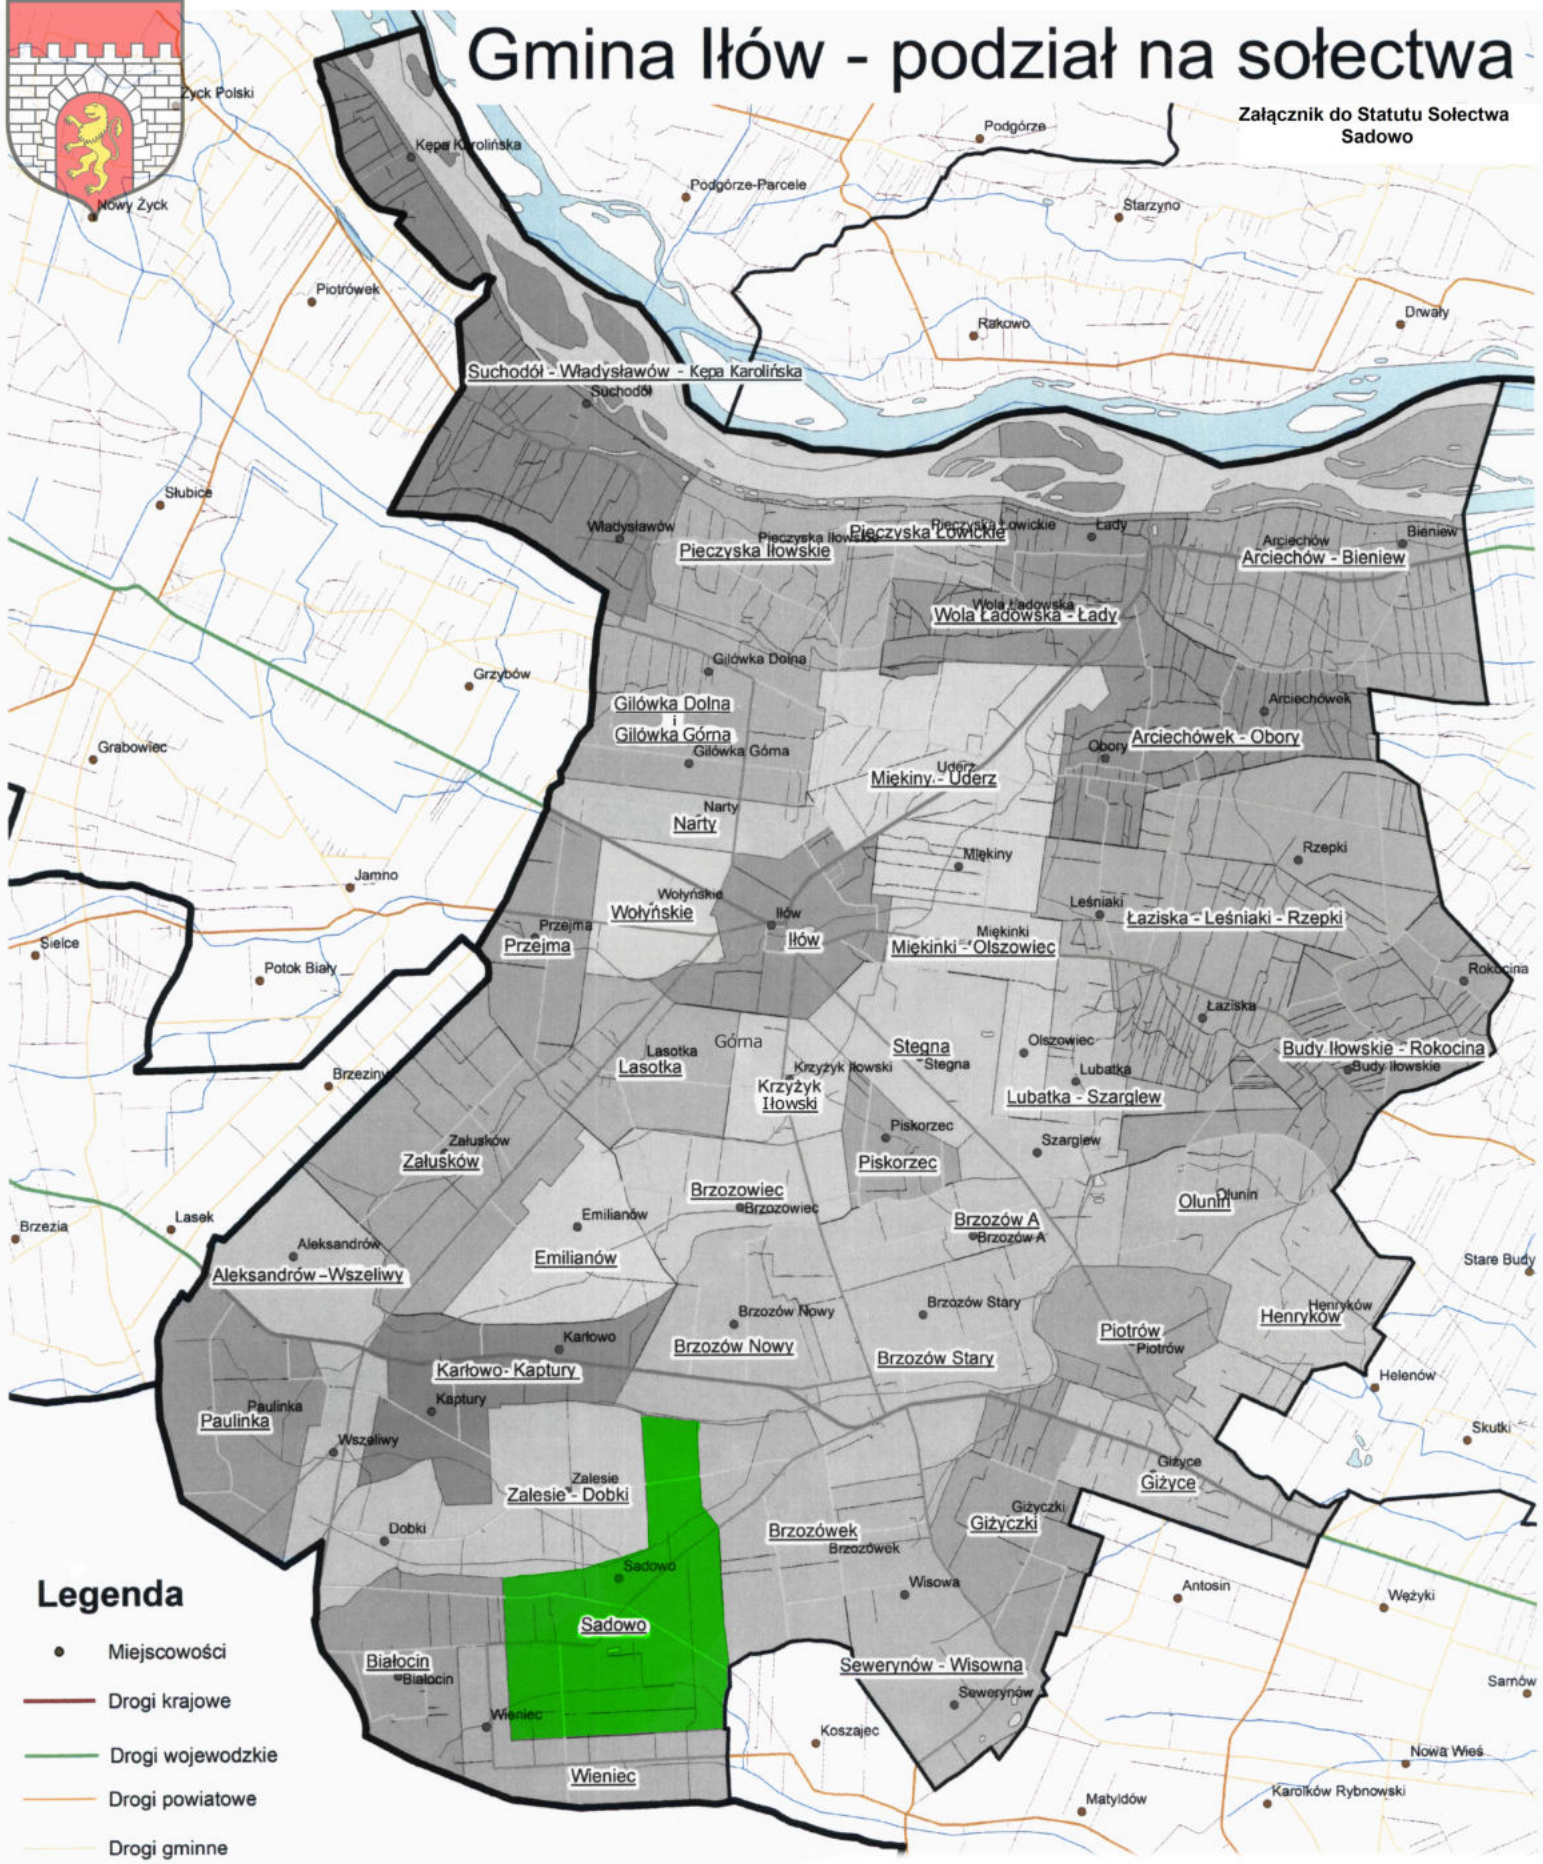 Gmina Iłów - podział na sołectwa
Załącznik do Statutu Sołectwa
Sadowo
Życk Polski
Nowy Życk
Kępa Karolińska
Podgórze
Podgórze-Parcele
Starzyno
Piotrówek
Rakowo
Drwały
Suchodół - Władysławów - Kępa Karolińska
Suchodół
Słubice
Władysławów
Pieczyska Iłowskie
Pieczyska Iłowskie
Pieczyska Łowickie
Pieczyska Łowickie
Łady
Arciechów
Bieniew
Arciechów - Bieniew
Wola Ładowska
Wola Ładowska - Łady
Gilówka Dolna
Grzybów
Gilówka Dolna
i
Gilówka Górna
Gilówka Górna
Arciechówek
Arciechówek - Obory
Obory
Grabowiec
Uderz
Miękiny - Uderz
Narty
Narty
Miękiny
Rzepki
Jamno
Wołyńskie
Wołyńskie
Iłów
Iłów
Leśniaki
Łaziska - Leśniaki - Rzepki
Przejma
Przejma
Miękinki
Miękinki - Olszowiec
Sielce
Potok Biały
Rokocina
Łaziska
Górna
Lasotka
Lasotka
Stegna
Stegna
Olszowiec
Budy Iłowskie - Rokocina
Budy Iłowskie
Brzeziny
Krzyżyk Iłowski
Krzyżyk
Iłowski
Lubatka
Lubatka - Szarglew
Załusków
Załusków
Piskorzec
Piskorzec
Szarglew
Brzozowiec
Brzozowiec
Olunin
Olunin
Brzezia
Lasek
Emilianów
Emilianów
Brzozów A
Brzozów A
Aleksandrów
Aleksandrów - Wszeliwy
Stare Budy
Brzozów Nowy
Brzozów Nowy
Brzozów Stary
Brzozów Stary
Henryków
Henryków
Piotrów
Piotrów
Karłowo
Karłowo - Kaptury
Helenów
Kaptury
Paulinka
Paulinka
Wszeliwy
Skutki
Zalesie
Zalesie - Dobki
Giżyce
Giżyce
Dobki
Giżyczki
Giżyczki
Brzozówek
Brzozówek
Sadowo
Sadowo
Wisowa
Antosin
Wężyki
Białocin
Białocin
Sewerynów - Wisowna
Sewerynów
Sarnów
Wieniec
Wieniec
Koszajec
Nowa Wieś
Matyldów
Karolków Rybnowski
Legenda
Miejscowości
Drogi krajowe
Drogi wojewodzkie
Drogi powiatowe
Drogi gminne